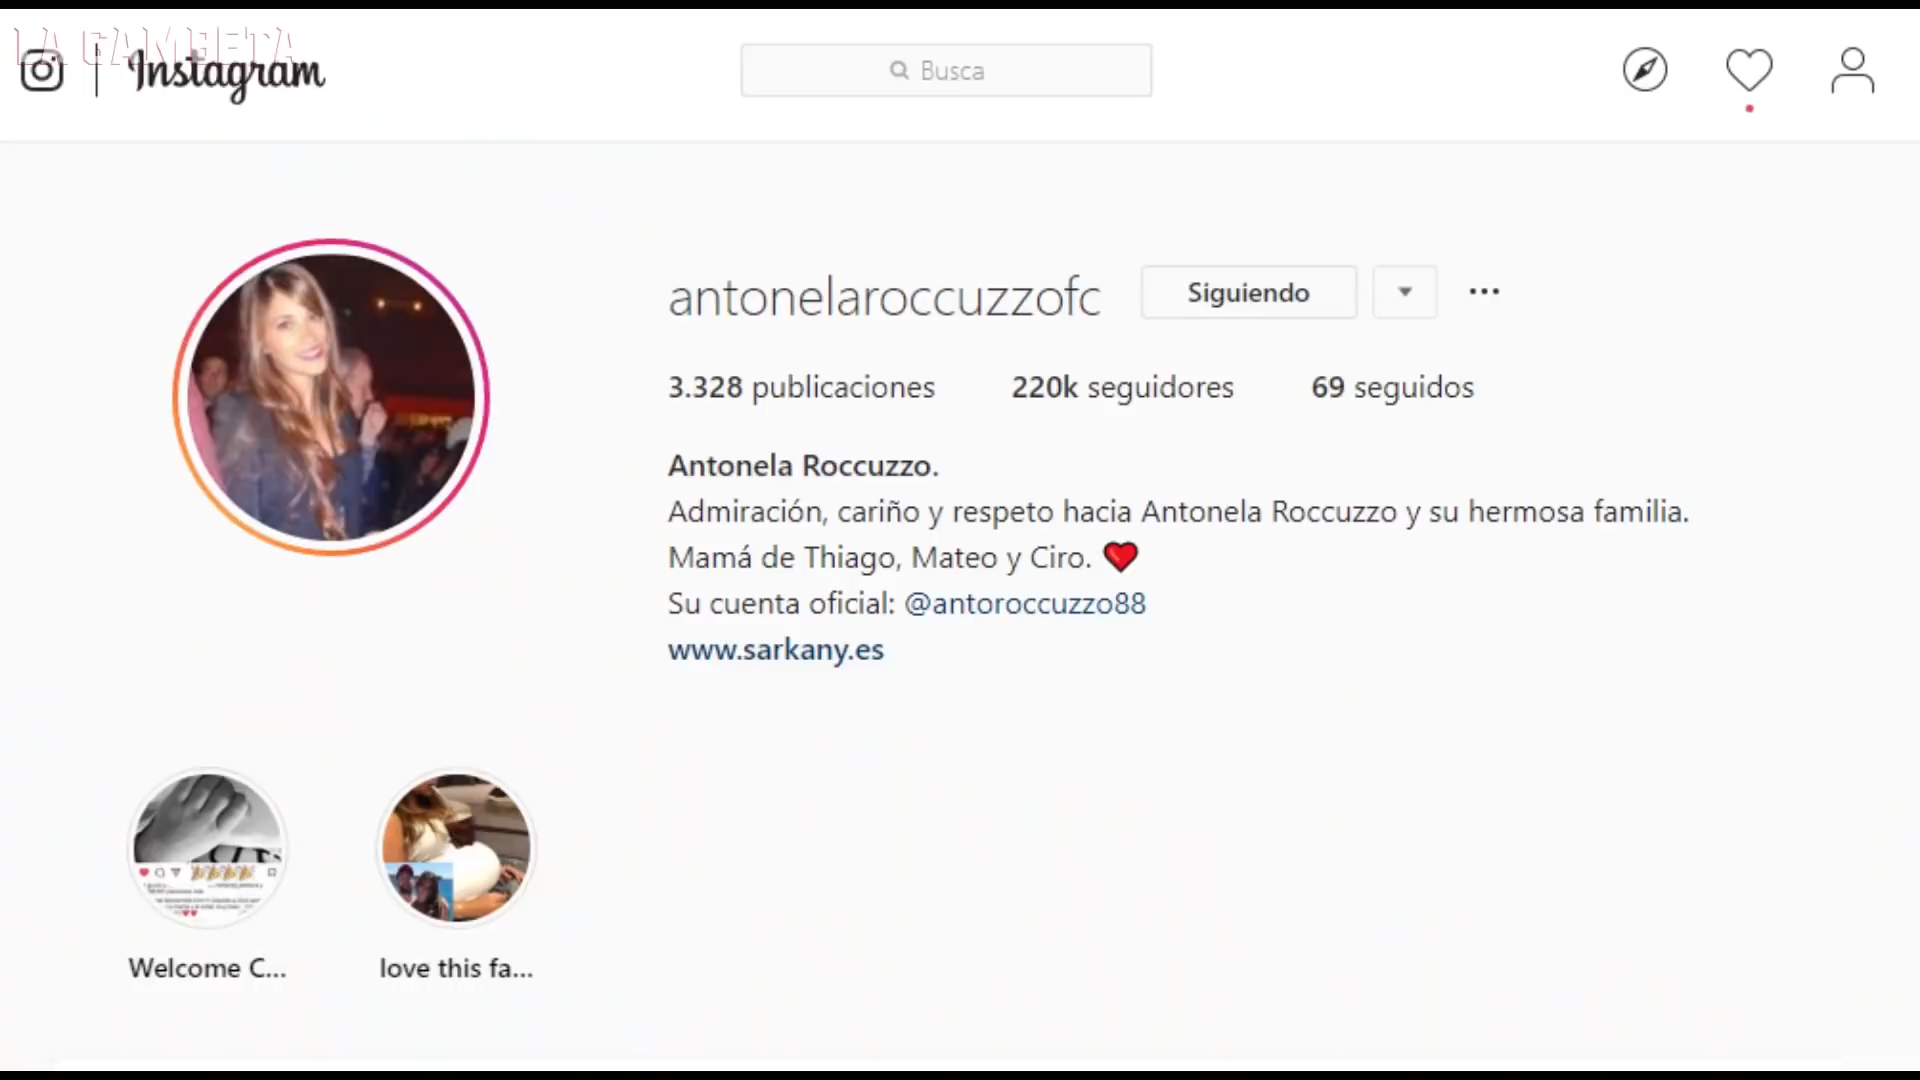 LA GAMBETA
Instagram
Busca
antonelaroccuzzofc
Siguiendo
3.328 publicaciones 220k seguidores 69 seguidos
Antonela Roccuzzo.
Admiración, cariño y respeto hacia Antonela Roccuzzo y su hermosa familia.
Mamá de Thiago, Mateo y Ciro. ❤️
Su cuenta oficial: @antoroccuzzo88
www.sarkany.es
Welcome C... love this fa...